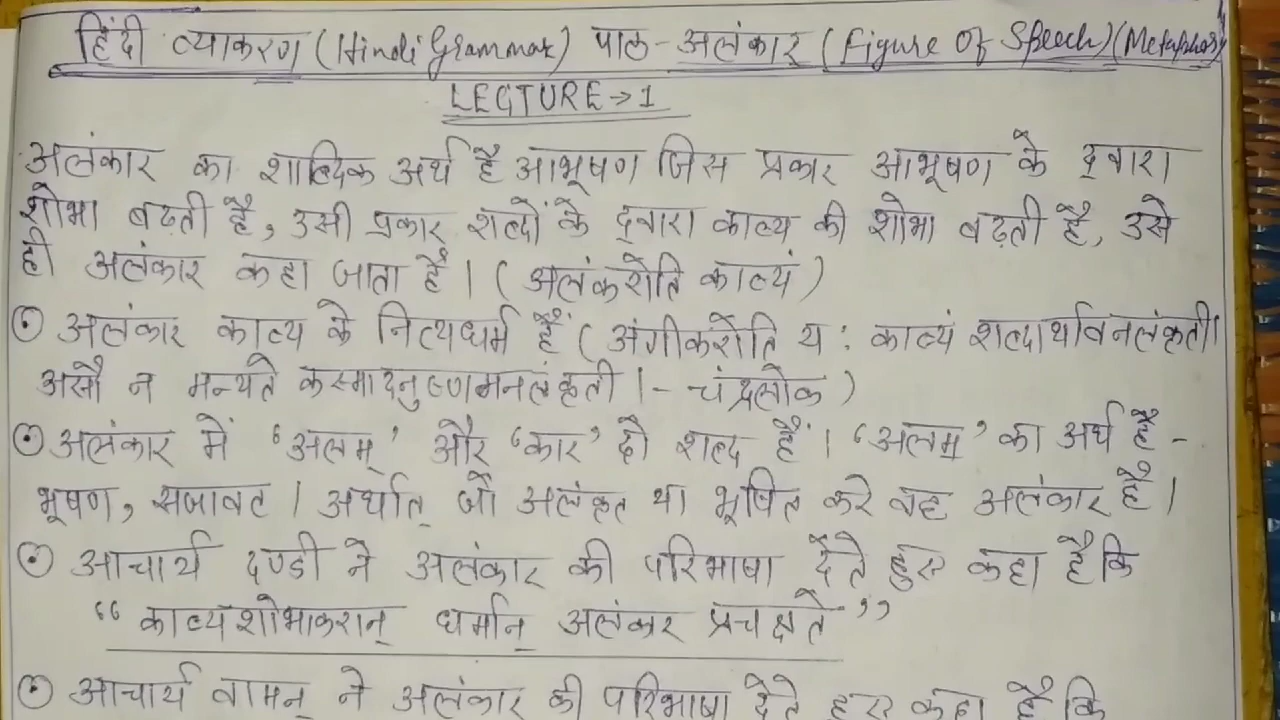 हिंदी व्याकरण (Hindi Grammar) पाठ-अलंकार (Figure Of Speech) (Metaphor)
LECTURE→1
अलंकार का शाब्दिक अर्थ है आभूषण जिस प्रकार आभूषण के द्वारा
शोभा बढ़ती है, उसी प्रकार शब्दों के द्वारा काव्य की शोभा बढ़ती है, उसे
ही अलंकार कहा जाता है। (अलंकरोति काव्यं)
⊙ अलंकार काव्य के नित्यधर्म हैं (अंगीकरोति यः काव्यं शब्दार्थावनलंकृती।
असौ न मन्यते कस्मादनुष्णमनलंकृती।- चंद्रलोक)
⊙ अलंकार में 'अलम्' और 'कार' दो शब्द हैं। 'अलम्' का अर्थ है-
भूषण, सजावट। अर्थात् जो अलंकृत या भूषित करे वह अलंकार है।
⊙ आचार्य दण्डी ने अलंकार की परिभाषा देते हुए कहा है कि
"काव्यशोभाकरान् धर्मान् अलंकार प्रचक्षते"
⊙ आचार्य वामन् ने अलंकार की परिभाषा देते हुए कहा है कि